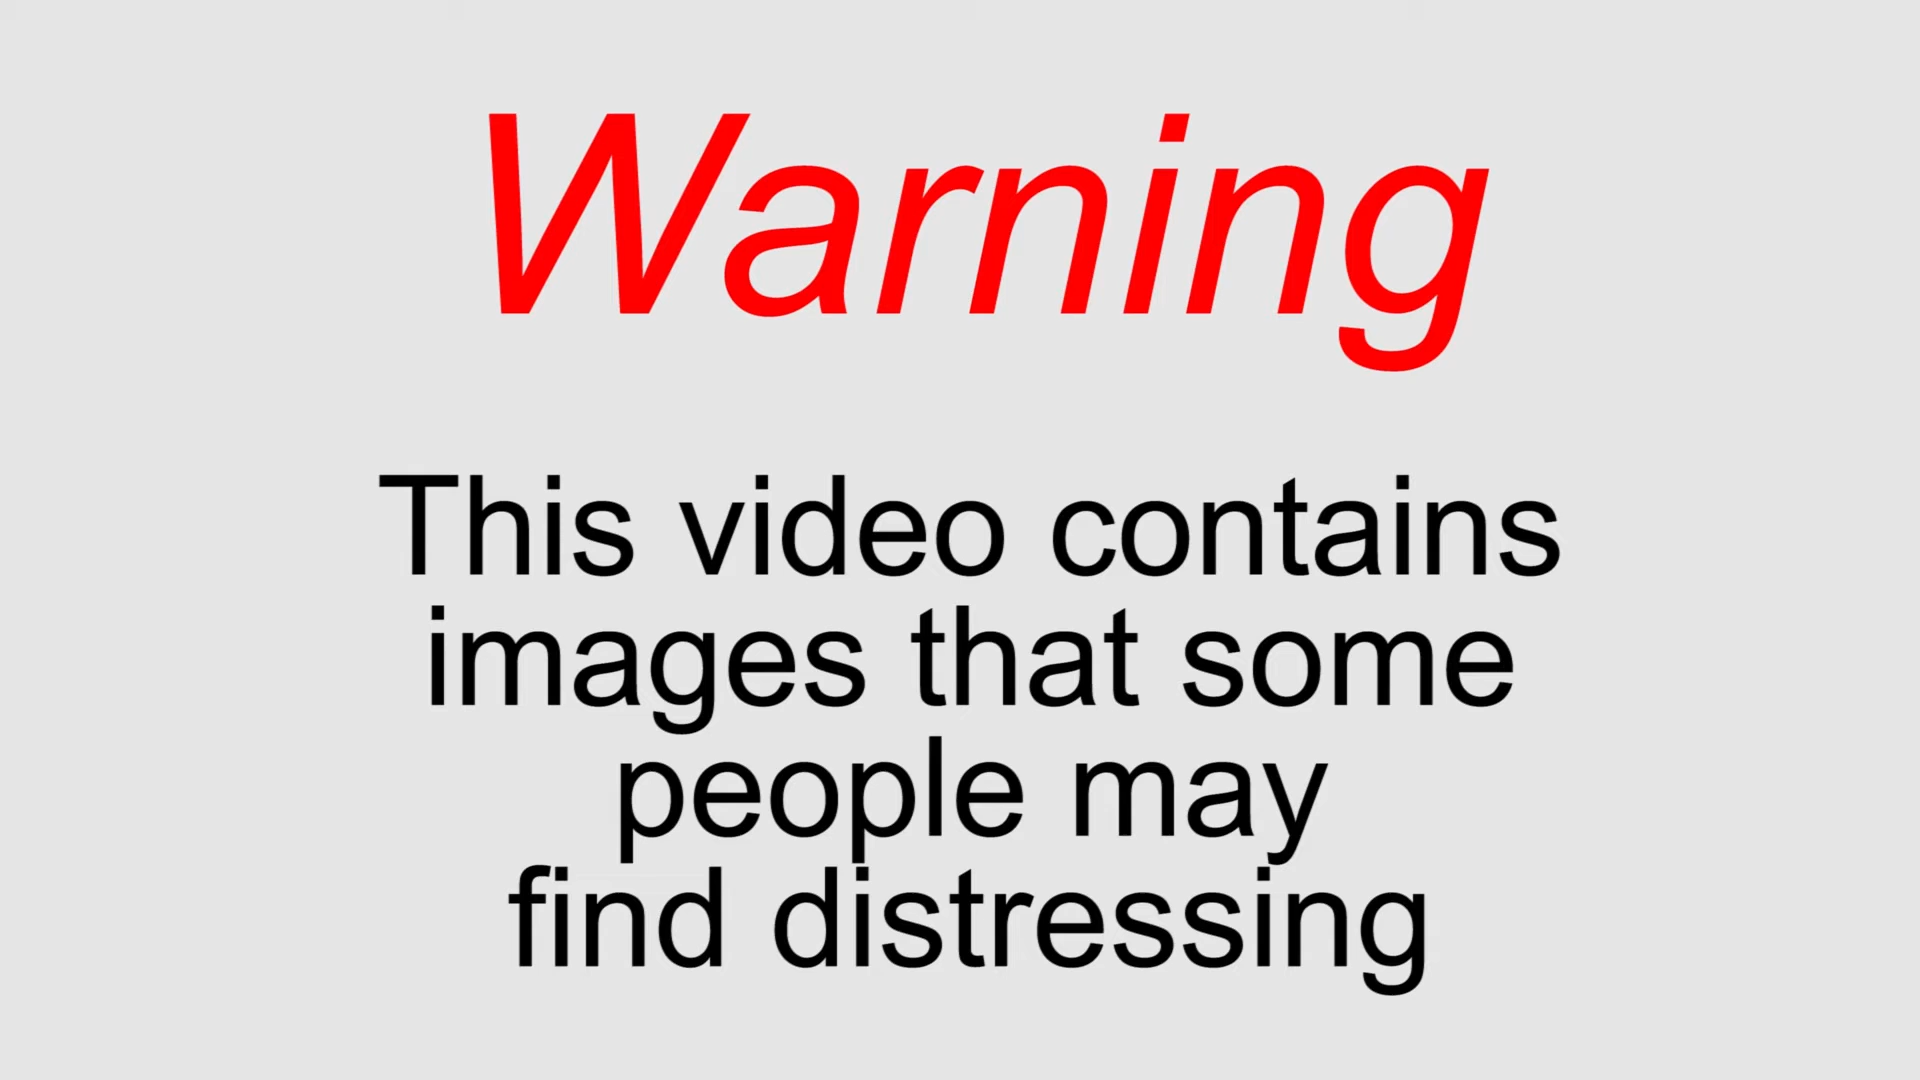 Warning
This video contains
images that some
people may
find distressing